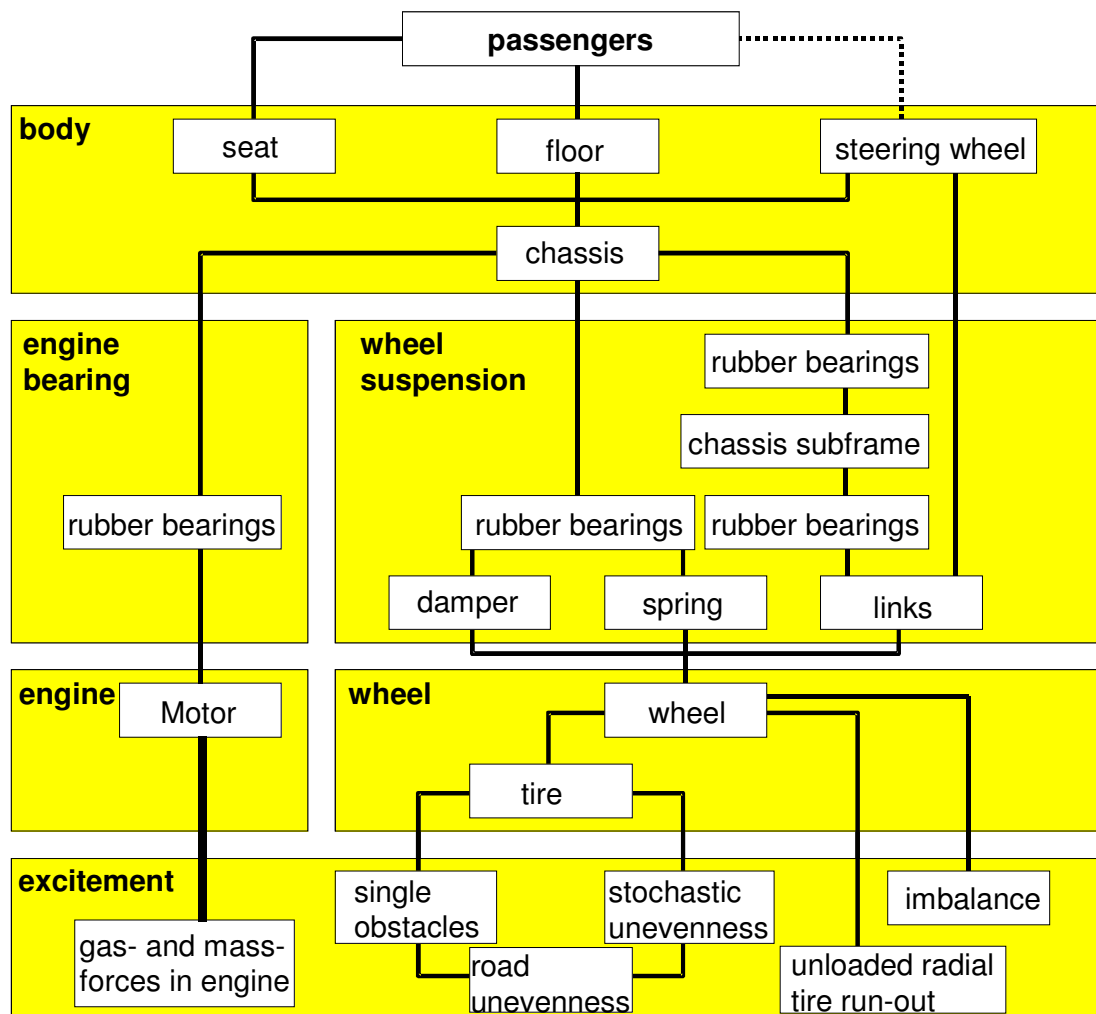 passengers
body
seat
floor
steering wheel
chassis
engine
bearing
wheel
suspension
rubber bearings
chassis subframe
rubber bearings
rubber bearings
rubber bearings
damper
spring
links
engine
Motor
wheel
wheel
tire
excitement
single
obstacles
stochastic
unevenness
imbalance
gas- and mass-
forces in engine
road
unevenness
unloaded radial
tire run-out